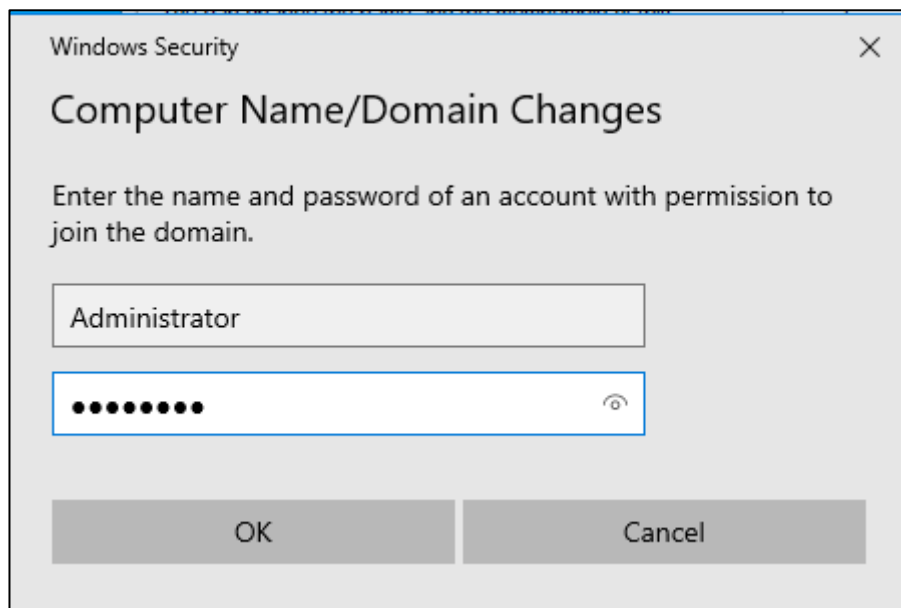 Windows Security
Computer Name/Domain Changes
Enter the name and password of an account with permission to
join the domain.
Administrator
●●●●●●●●
OK
Cancel